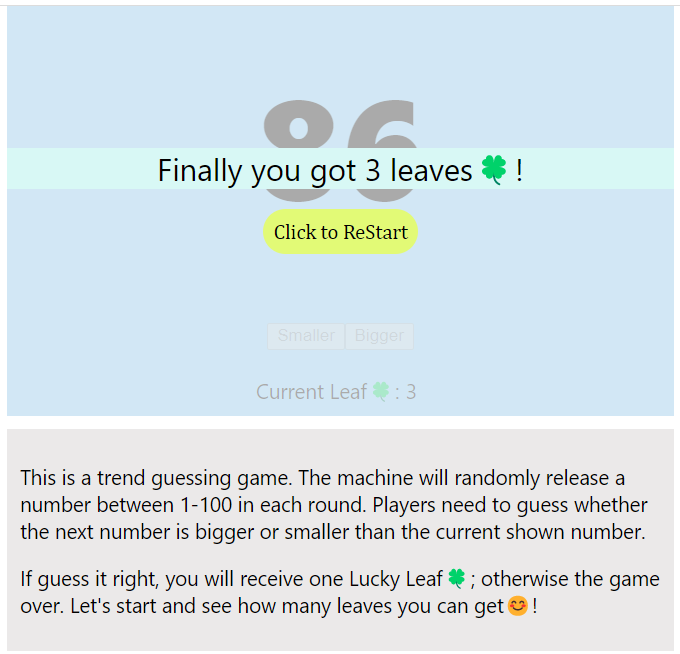 86
Finally you got 3 leaves🍀!
Click to ReStart
Smaller Bigger
Current Leaf🍀: 3
This is a trend guessing game. The machine will randomly release a
number between 1-100 in each round. Players need to guess whether
the next number is bigger or smaller than the current shown number.
If guess it right, you will receive one Lucky Leaf🍀; otherwise the game
over. Let's start and see how many leaves you can get😊!